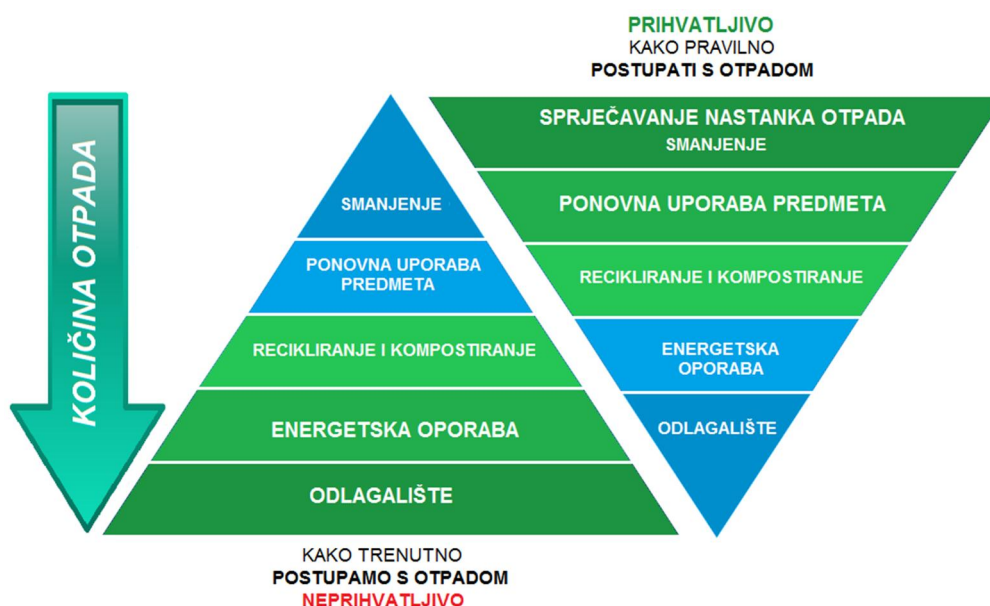 PRIHVATLJIVO
KAKO PRAVILNO
POSTUPATI S OTPADOM
KOLIČINA OTPADA
SMANJENJE
PONOVNA UPORABA
PREDMETA
RECIKLIRANJE I KOMPOSTIRANJE
ENERGETSKA OPORABA
ODLAGALIŠTE
SPRJEČAVANJE NASTANKA OTPADA
SMANJENJE
PONOVNA UPORABA PREDMETA
RECIKLIRANJE I KOMPOSTIRANJE
ENERGETSKA
OPORABA
ODLAGALIŠTE
KAKO TRENUTNO
POSTUPAMO S OTPADOM
NEPRIHVATLJIVO